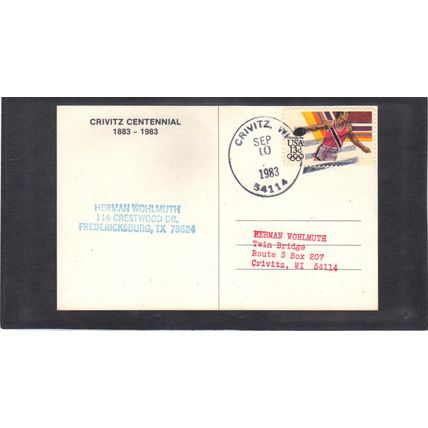 CRIVITZ CENTENNIAL
1883 - 1983
HERMAN WOHLMUTH
116 CRESTWOOD DR.
FREDERICKSBURG, TX 78624
CRIVITZ, WI
SEP
10
1983
54114
USA
13c
HERMAN WOHLMUTH
Twin Bridge
Route 3 Box 207
Crivitz, WI 54114